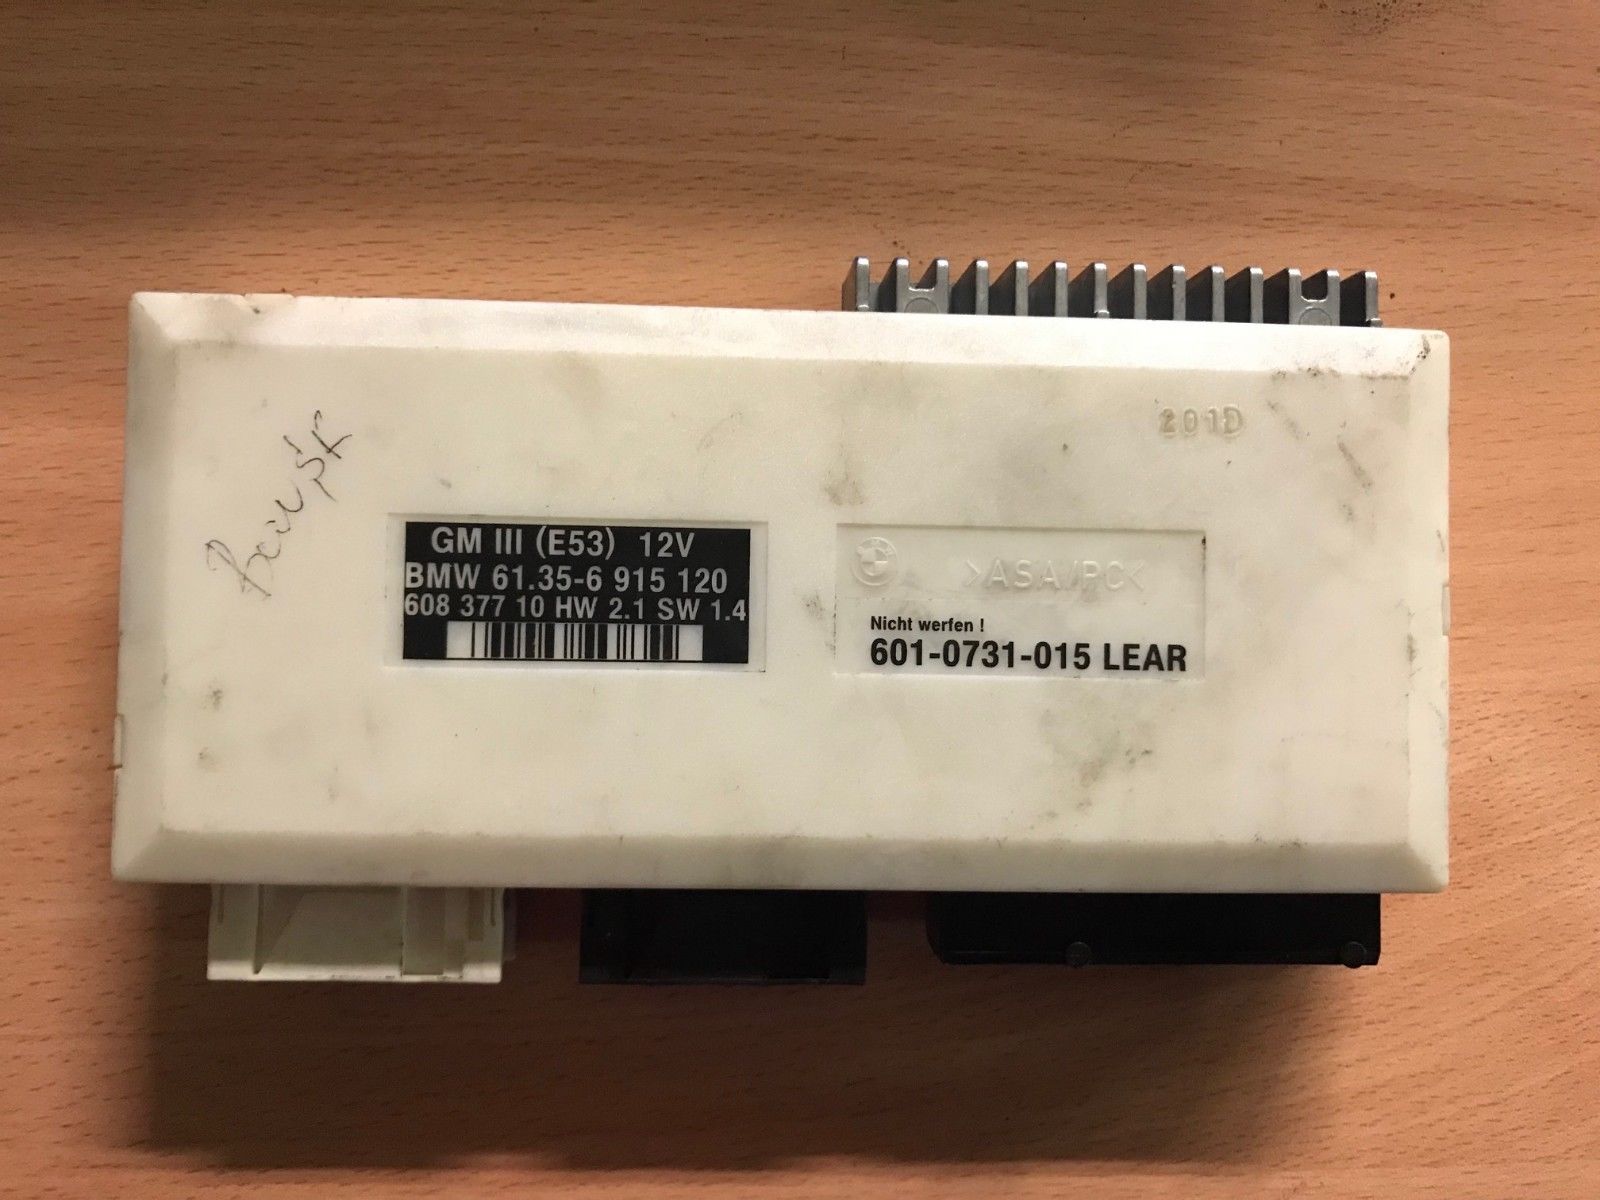 201D
GM III (E53) 12V
BMW 61.35-6 915 120
608 377 10 HW 2.1 SW 1.4
>ASA/PC<
Nicht werfen !
601-0731-015 LEAR